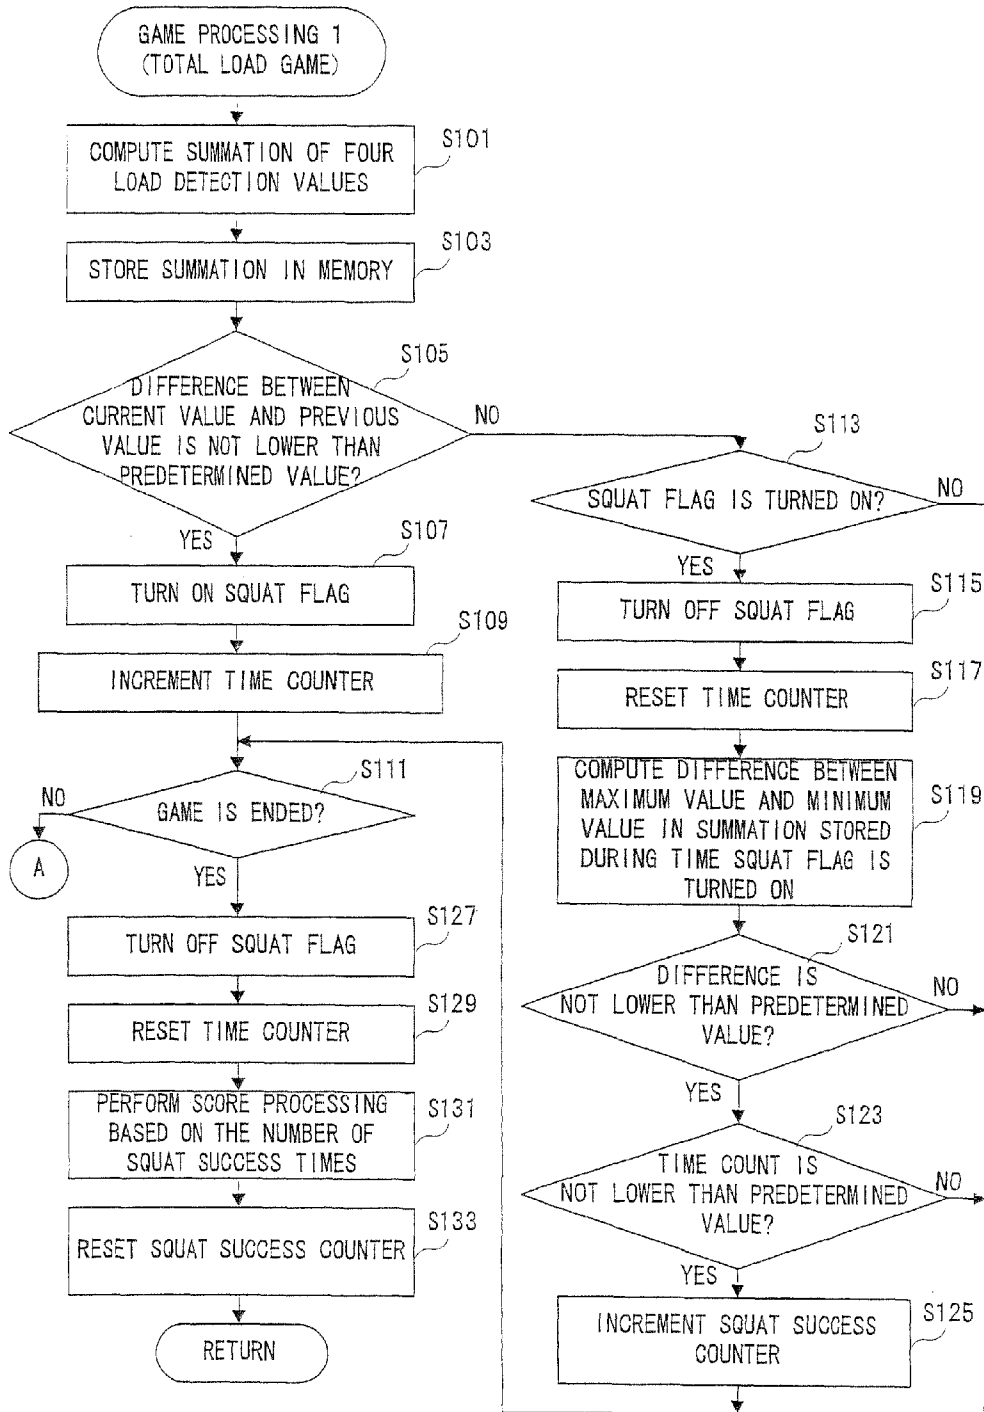 GAME PROCESSING 1
(TOTAL LOAD GAME)
S101
COMPUTE SUMMATION OF FOUR
LOAD DETECTION VALUES
S103
STORE SUMMATION IN MEMORY
S105
DIFFERENCE BETWEEN
CURRENT VALUE AND PREVIOUS
VALUE IS NOT LOWER THAN
PREDETERMINED VALUE?
NO
YES
S107
TURN ON SQUAT FLAG
S109
INCREMENT TIME COUNTER
S111
GAME IS ENDED?
NO
A
YES
S127
TURN OFF SQUAT FLAG
S129
RESET TIME COUNTER
S131
PERFORM SCORE PROCESSING
BASED ON THE NUMBER OF
SQUAT SUCCESS TIMES
S133
RESET SQUAT SUCCESS COUNTER
RETURN
S113
SQUAT FLAG IS TURNED ON?
NO
YES
S115
TURN OFF SQUAT FLAG
S117
RESET TIME COUNTER
S119
COMPUTE DIFFERENCE BETWEEN
MAXIMUM VALUE AND MINIMUM
VALUE IN SUMMATION STORED
DURING TIME SQUAT FLAG IS
TURNED ON
S121
DIFFERENCE IS
NOT LOWER THAN PREDETERMINED
VALUE?
NO
YES
S123
TIME COUNT IS
NOT LOWER THAN PREDETERMINED
VALUE?
NO
YES
S125
INCREMENT SQUAT SUCCESS
COUNTER